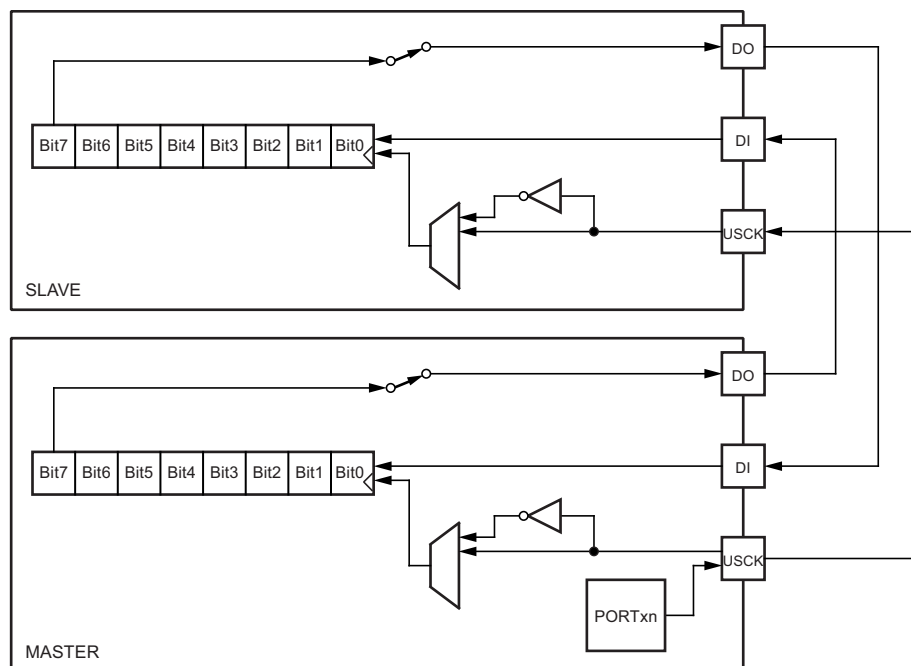 DO
Bit7 Bit6 Bit5 Bit4 Bit3 Bit2 Bit1 Bit0
DI
USCK
SLAVE
DO
Bit7 Bit6 Bit5 Bit4 Bit3 Bit2 Bit1 Bit0
DI
USCK
PORTxn
MASTER